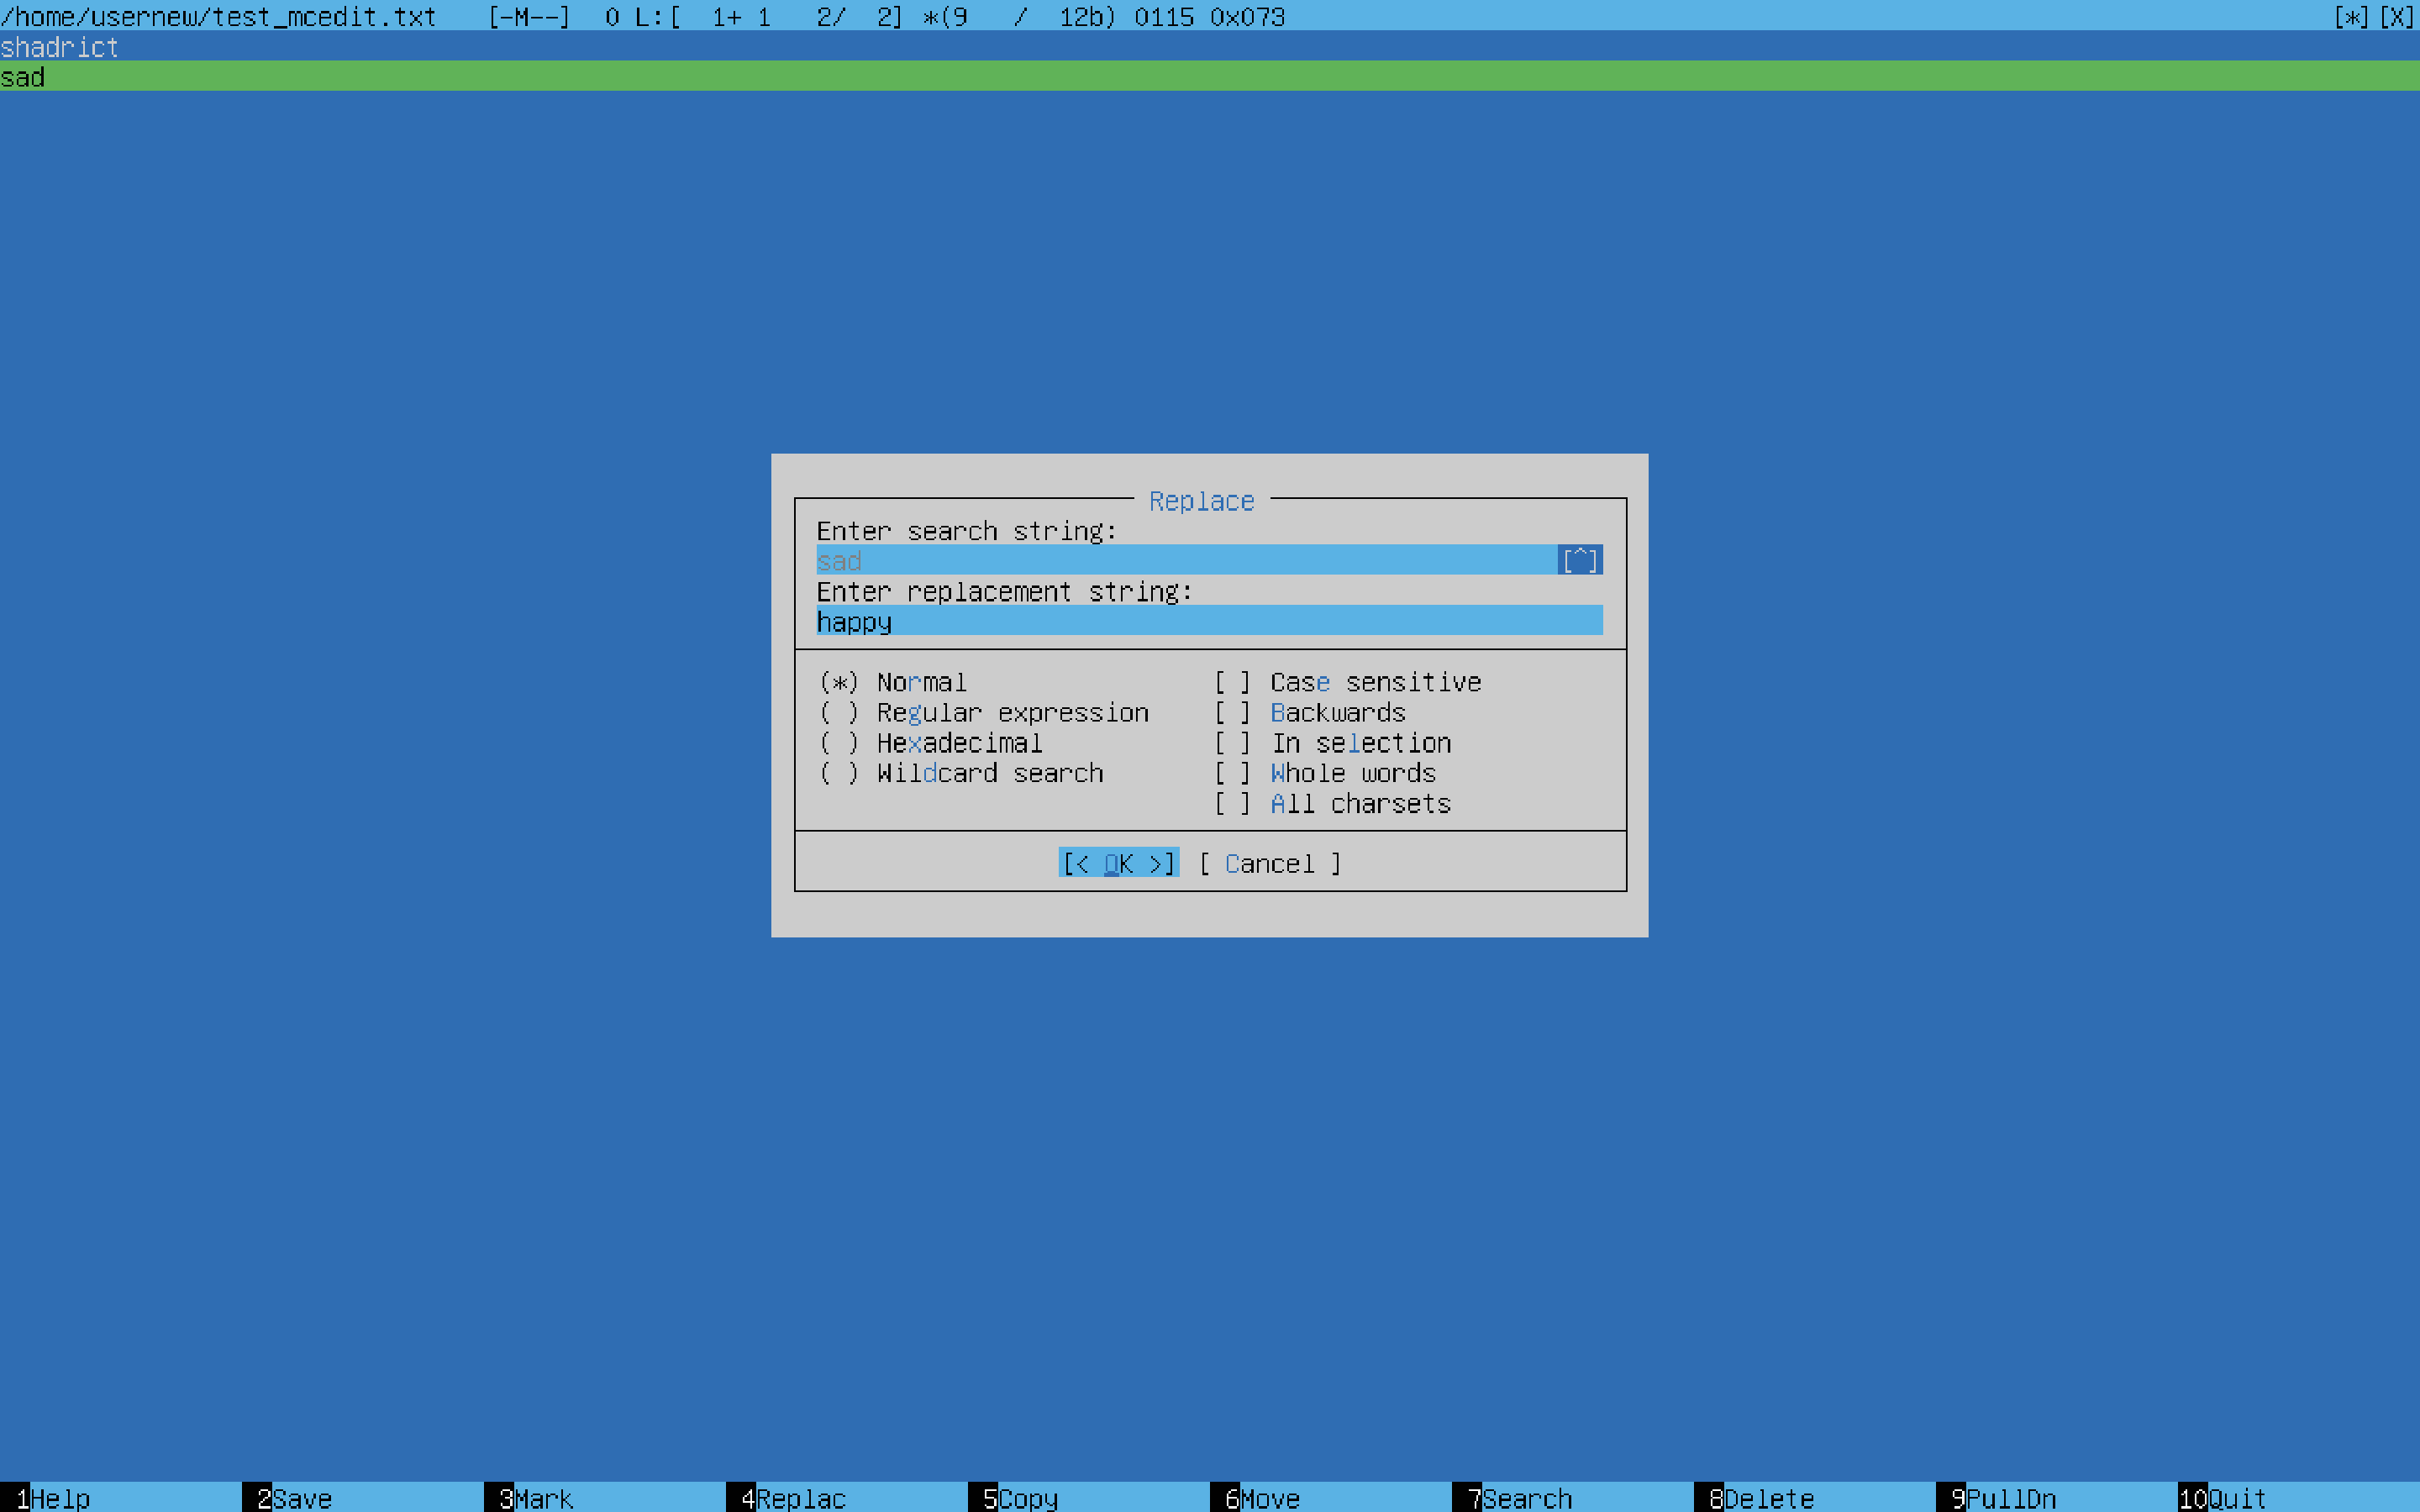 /home/usernew/test_mcedit.txt [-M--] 0 L:[ 1+ 1 2/ 2] *(9 / 12b) 0115 0x073 [*][X]
shadrict
sad
Replace
Enter search string:
sad [^]
Enter replacement string:
happy
(*) Normal [ ] Case sensitive
( ) Regular expression [ ] Backwards
( ) Hexadecimal [ ] In selection
( ) Wildcard search [ ] Whole words
[ ] All charsets
[< OK >] [ Cancel ]
1Help 2Save 3Mark 4Replac 5Copy 6Move 7Search 8Delete 9PullDn 10Quit